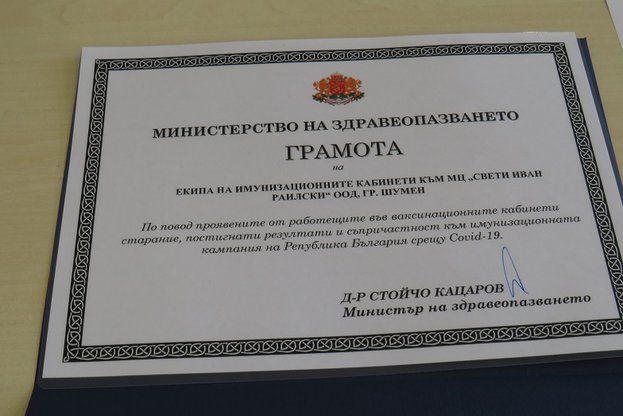 МИНИСТЕРСТВО НА ЗДРАВЕОПАЗВАНЕТО
ГРАМОТА
на
ЕКИПА НА ИМУНИЗАЦИОННИТЕ КАБИНЕТИ КЪМ МЦ „СВЕТИ ИВАН
РАИЛСКИ“ ООД, ГР. ШУМЕН
По повод проявените от работещите във ваксинационните кабинети
старание, постигнати резултати и съпричастност към имунизационната
кампания на Република България срещу Covid-19.
Д-Р СТОЙЧО КАЦАРОВ
Министър на здравеопазването